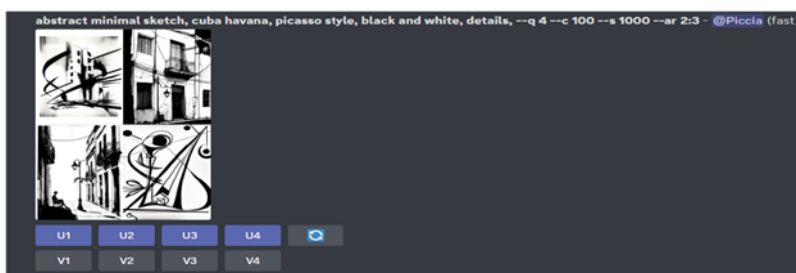 abstract minimal sketch, cuba havana, picasso style, black and white, details, --q 4 --c 100 --s 1000 --ar 2:3 - @Piccia (fast
U1 U2 U3 U4
V1 V2 V3 V4